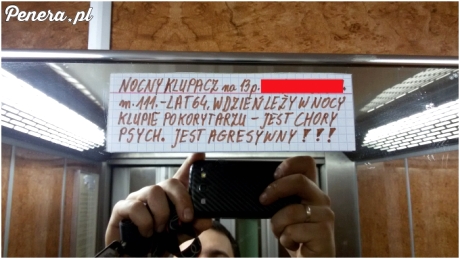 Penera.pl
NOCNY KLUPACZ na 13 p.
m. 111.-LAT 64, W DZIEŃ LEŻY W NOCY
KLUPIE PO KORYTARZU - JEST CHORY
PSYCH. JEST AGRESYWNY !!!